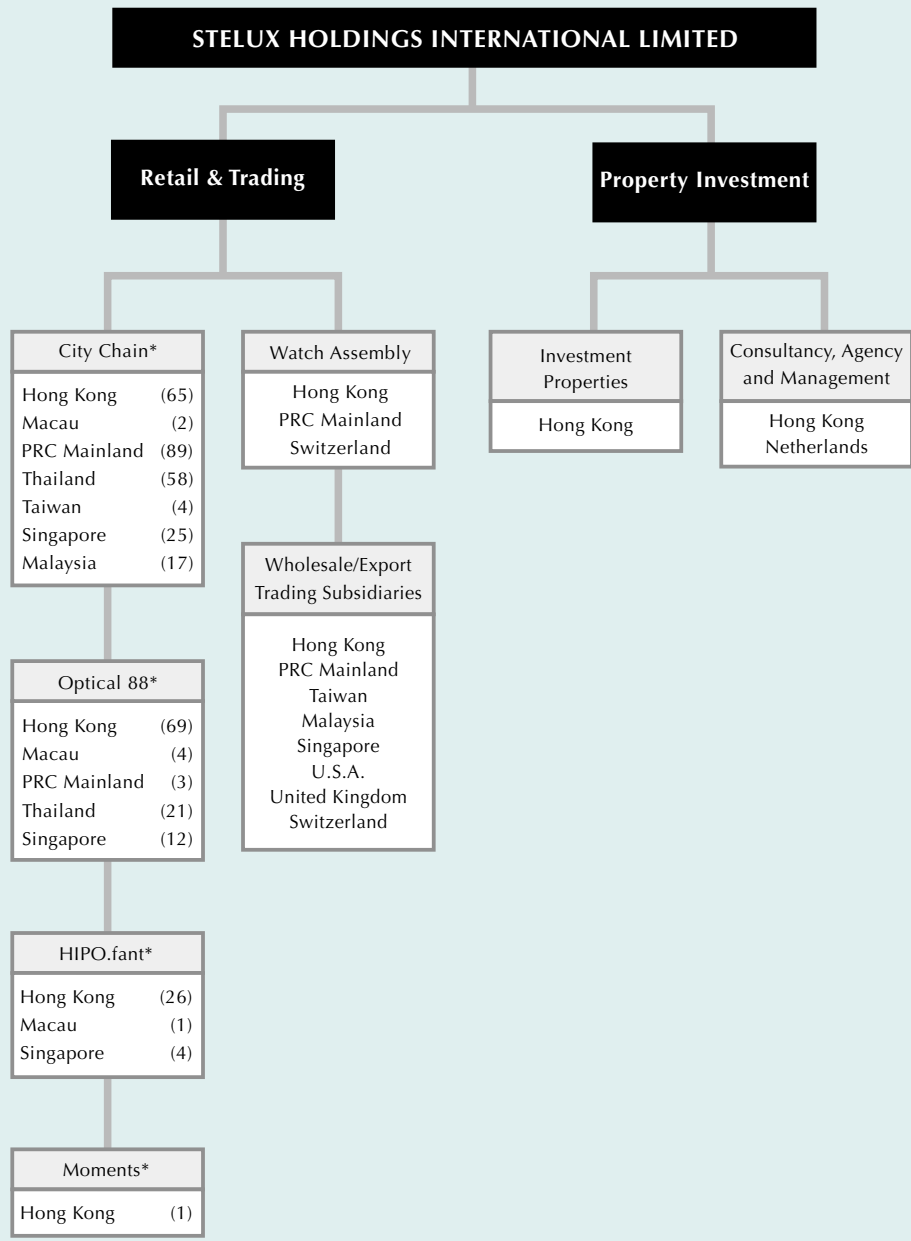 STELUX HOLDINGS INTERNATIONAL LIMITED
Retail & Trading
Property Investment
City Chain*
Hong Kong (65)
Macau (2)
PRC Mainland (89)
Thailand (58)
Taiwan (4)
Singapore (25)
Malaysia (17)
Optical 88*
Hong Kong (69)
Macau (4)
PRC Mainland (3)
Thailand (21)
Singapore (12)
HIPO.fant*
Hong Kong (26)
Macau (1)
Singapore (4)
Moments*
Hong Kong (1)
Watch Assembly
Hong Kong
PRC Mainland
Switzerland
Wholesale/Export
Trading Subsidiaries
Hong Kong
PRC Mainland
Taiwan
Malaysia
Singapore
U.S.A.
United Kingdom
Switzerland
Investment
Properties
Hong Kong
Consultancy, Agency
and Management
Hong Kong
Netherlands